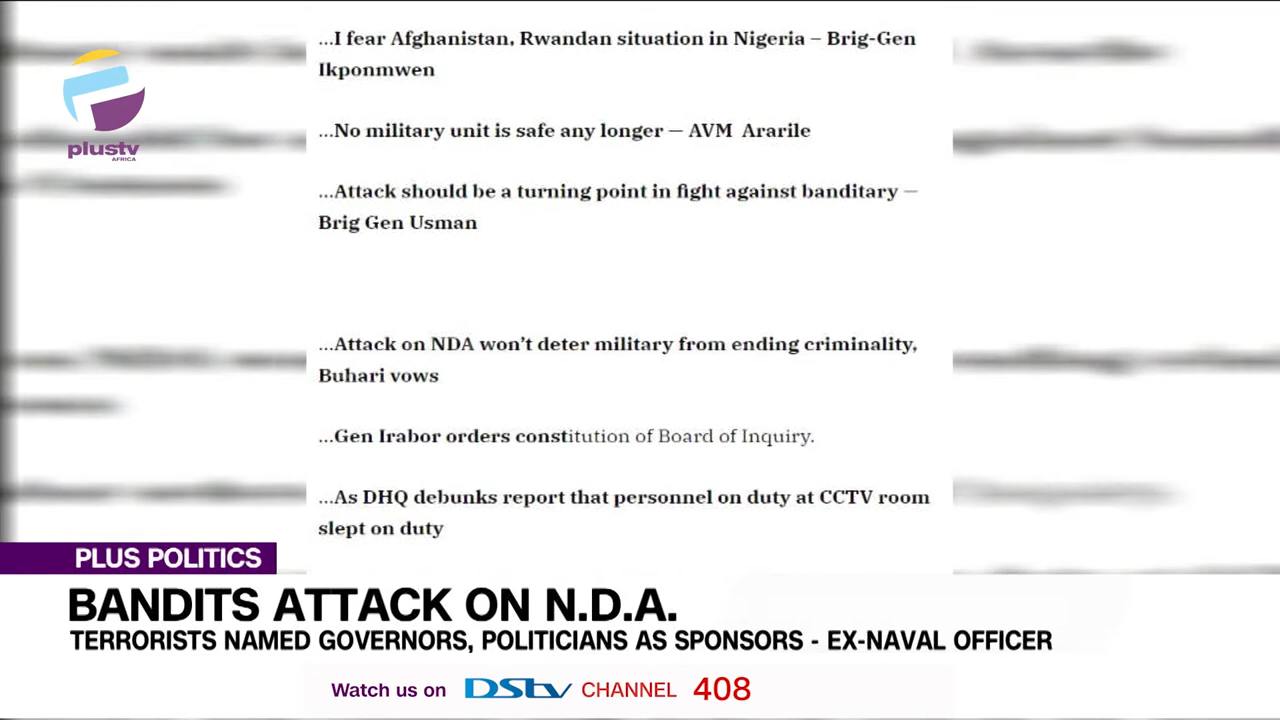 ...I fear Afghanistan, Rwandan situation in Nigeria – Brig-Gen
Ikponmwen
...No military unit is safe any longer — AVM Ararile
...Attack should be a turning point in fight against banditary —
Brig Gen Usman
...Attack on NDA won't deter military from ending criminality,
Buhari vows
...Gen Irabor orders constitution of Board of Inquiry.
...As DHQ debunks report that personnel on duty at CCTV room
slept on duty
plustv
AFRICA
PLUS POLITICS
BANDITS ATTACK ON N.D.A.
TERRORISTS NAMED GOVERNORS, POLITICIANS AS SPONSORS - EX-NAVAL OFFICER
Watch us on DStv CHANNEL 408